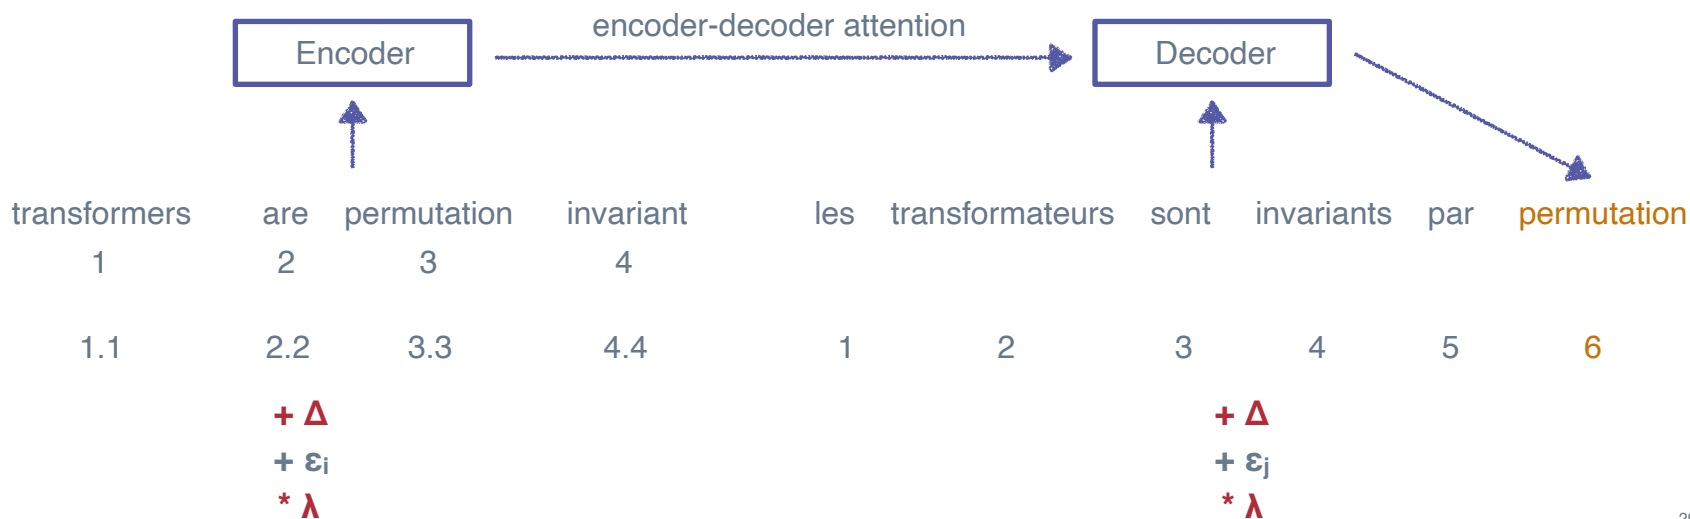 encoder-decoder attention
Encoder Decoder
transformers are permutation invariant les transformateurs sont invariants par permutation
1 2 3 4
1.1 2.2 3.3 4.4 1 2 3 4 5 6
+ Δ + Δ
+ εi + εj
* λ * λ